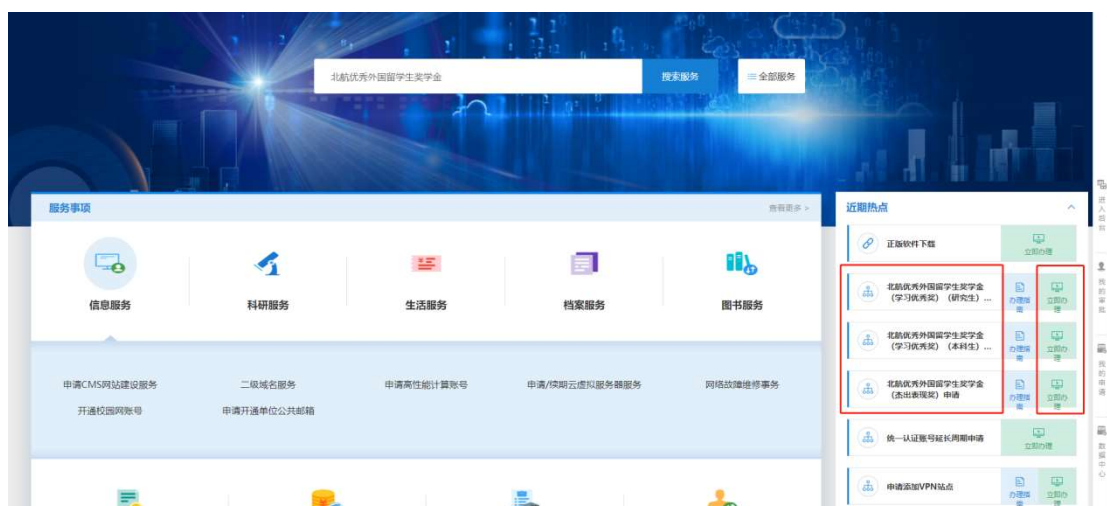 北航优秀外国留学生奖学金
搜索服务
全部服务
服务事项
查看更多 >
信息服务
科研服务
生活服务
档案服务
图书服务
申请CMS网站建设服务
二级域名服务
申请高性能计算账号
申请/续期云虚拟服务器服务
网络故障维修事务
开通校园网账号
申请开通单位公共邮箱
近期热点
正版软件下载
立即办理
北航优秀外国留学生奖学金
（学习优秀奖）（研究生）...
办理指
南
立即办
理
北航优秀外国留学生奖学金
（学习优秀奖）（本科生）...
办理指
南
立即办
理
北航优秀外国留学生奖学金
（杰出表现奖）申请
办理指
南
立即办
理
统一认证账号延长周期申请
立即办理
申请添加VPN站点
办理指
南
立即办
理
我的审批
我的申请
数据中心